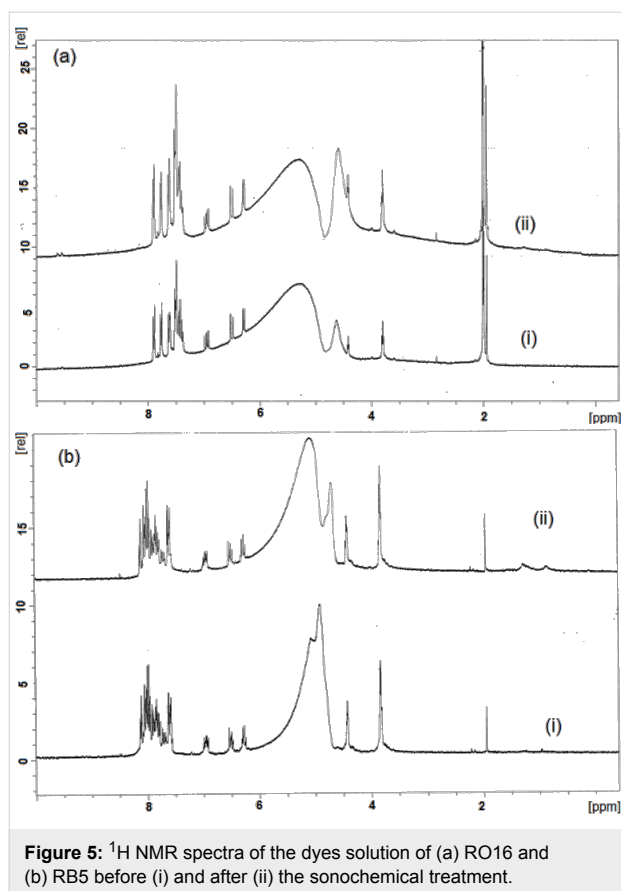 [rel]
(a)
25
20
15
(ii)
10
5
(i)
0
8
6
4
2
[ppm]
[rel]
(b)
(ii)
15
10
5
(i)
0
8
6
4
2
[ppm]
Figure 5: ¹H NMR spectra of the dyes solution of (a) RO16 and
(b) RB5 before (i) and after (ii) the sonochemical treatment.